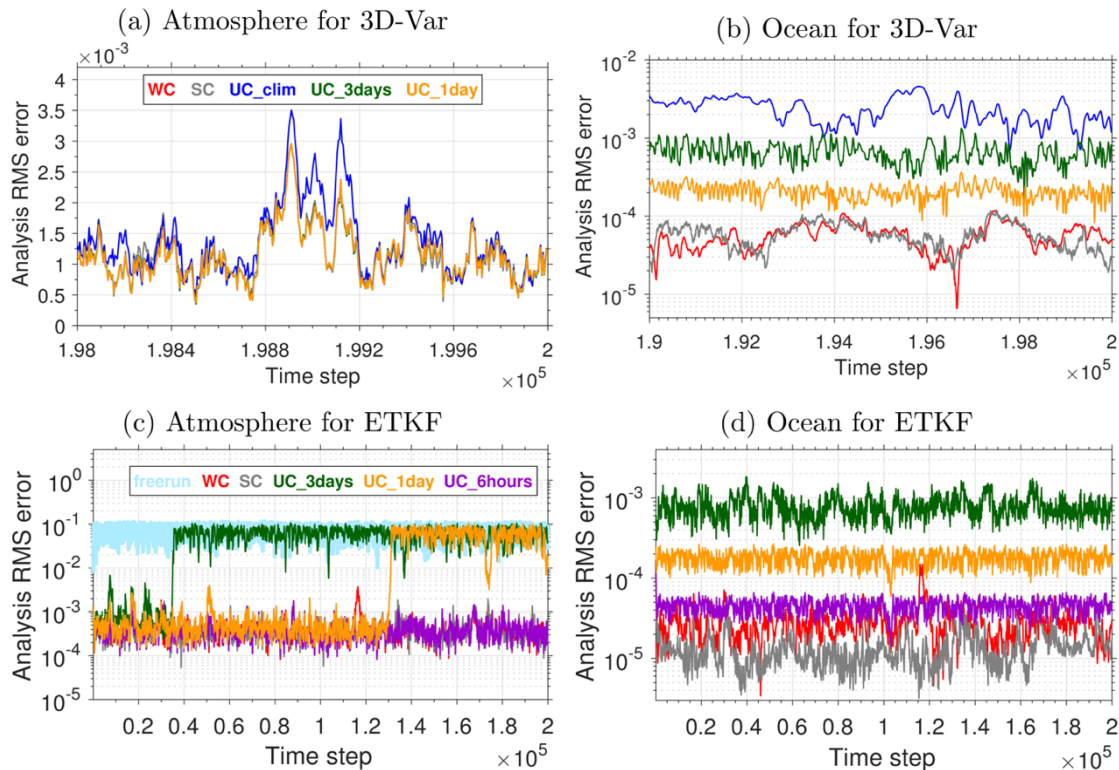 (a) Atmosphere for 3D-Var
×10⁻³
4
3.5
3
2.5
2
1.5
1
0.5
0
Analysis RMS error
WC SC UC_clim UC_3days UC_1day
1.98 1.984 1.988 1.992 1.996 2
Time step
×10⁵
(b) Ocean for 3D-Var
10⁻²
10⁻³
10⁻⁴
10⁻⁵
Analysis RMS error
1.9 1.92 1.94 1.96 1.98 2
Time step
×10⁵
(c) Atmosphere for ETKF
10⁰
10⁻¹
10⁻²
10⁻³
10⁻⁴
10⁻⁵
Analysis RMS error
freerun WC SC UC_3days UC_1day UC_6hours
0.2 0.4 0.6 0.8 1 1.2 1.4 1.6 1.8 2
Time step
×10⁵
(d) Ocean for ETKF
10⁻³
10⁻⁴
10⁻⁵
Analysis RMS error
0.2 0.4 0.6 0.8 1 1.2 1.4 1.6 1.8 2
Time step
×10⁵